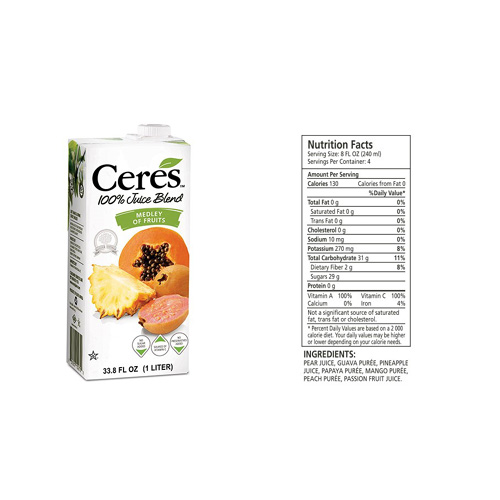 Ceres
100% Juice Blend
MEDLEY
OF FRUITS
33.8 FL OZ (1 LITER)
Nutrition Facts
Serving Size: 8 FL OZ (240 ml)
Servings Per Container: 4
Amount Per Serving
Calories 130 Calories from Fat 0
%Daily Value*
Total Fat 0 g 0%
Saturated Fat 0 g 0%
Trans Fat 0 g 0%
Cholesterol 0 g 0%
Sodium 10 mg 0%
Potassium 270 mg 8%
Total Carbohydrate 31 g 11%
Dietary Fiber 2 g 8%
Sugars 29 g
Protein 0 g
Vitamin A 100% Vitamin C 100%
Calcium 0% Iron 4%
Not a significant source of saturated
fat, trans fat or cholesterol.
* Percent Daily Values are based on a 2 000
calorie diet. Your daily values may be higher
or lower depending on your calorie needs.
INGREDIENTS:
PEAR JUICE, GUAVA PURÉE, PINEAPPLE
JUICE, PAPAYA PURÉE, MANGO PURÉE,
PEACH PURÉE, PASSION FRUIT JUICE.